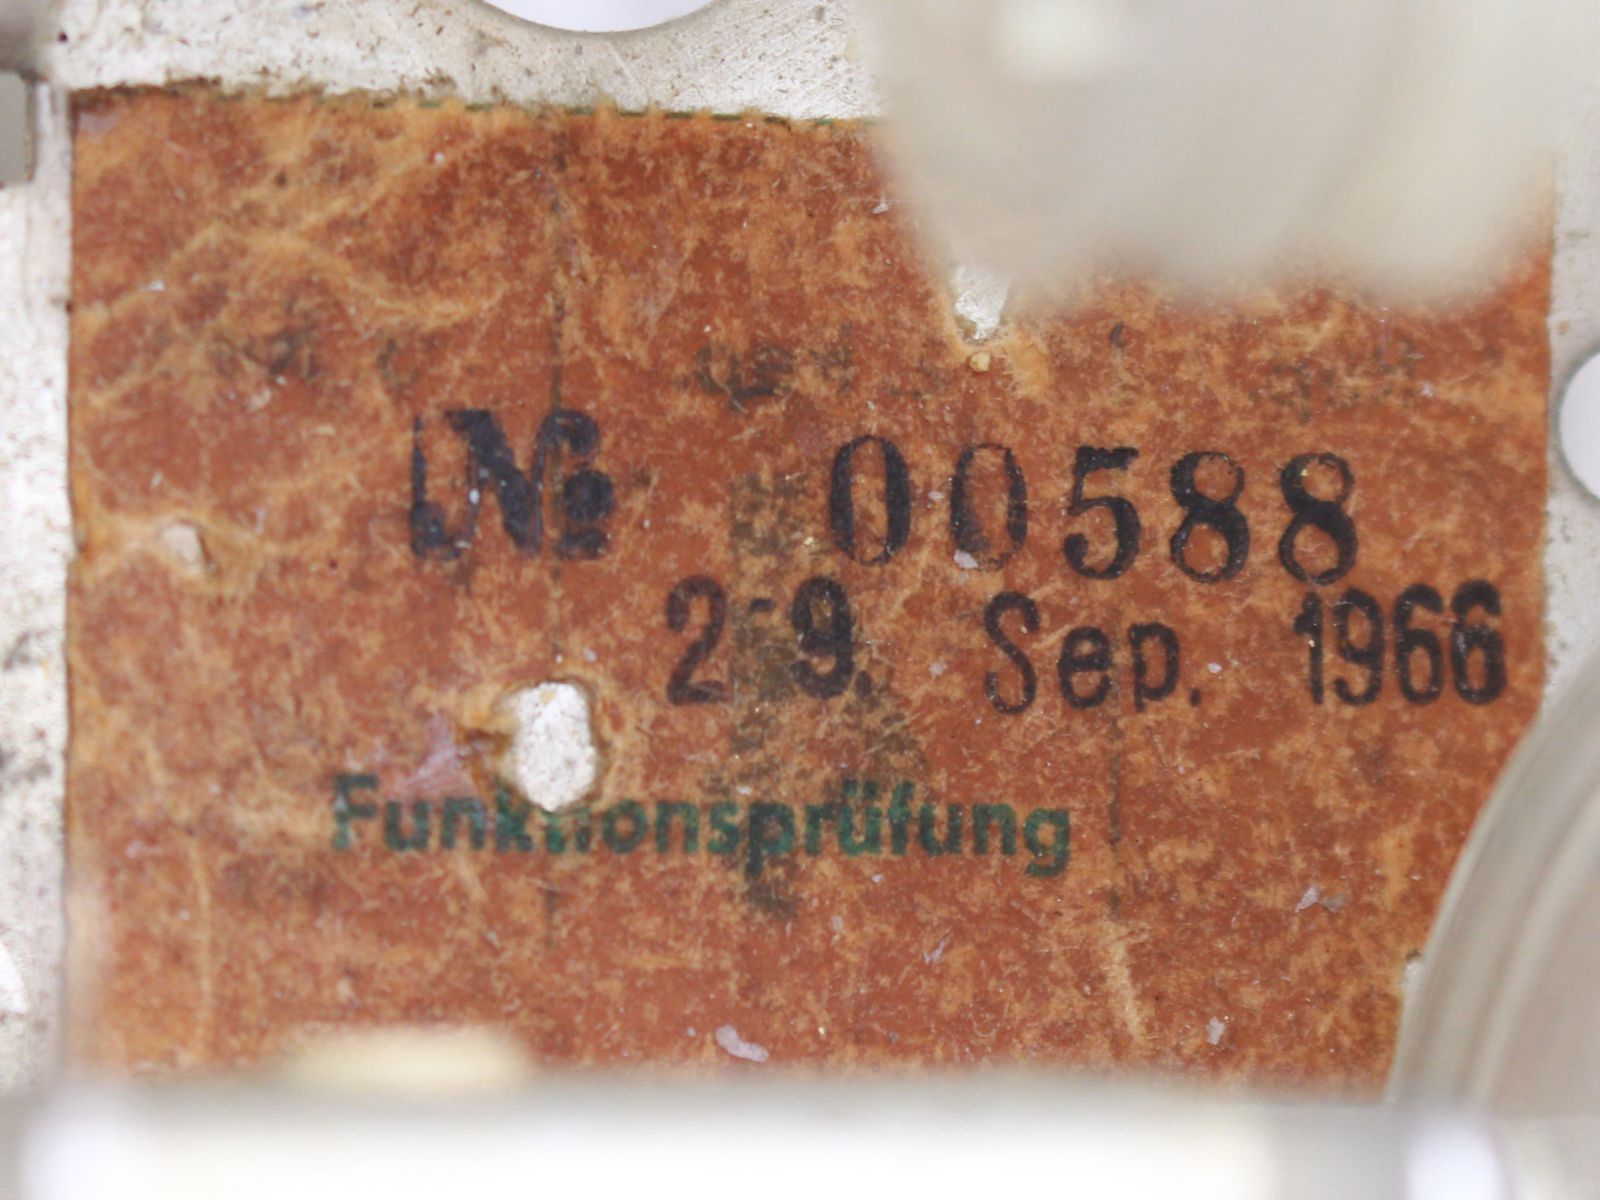 № 00588
29. Sep. 1966
Funktionsprüfung